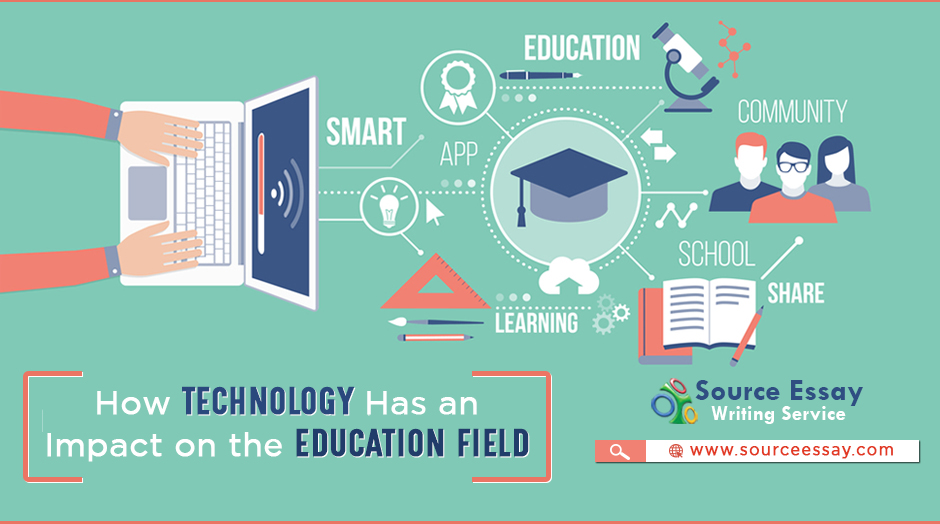 EDUCATION
SMART
APP
COMMUNITY
SCHOOL
SHARE
LEARNING
How TECHNOLOGY Has an
Impact on the EDUCATION FIELD
Source Essay
Writing Service
www.sourceessay.com